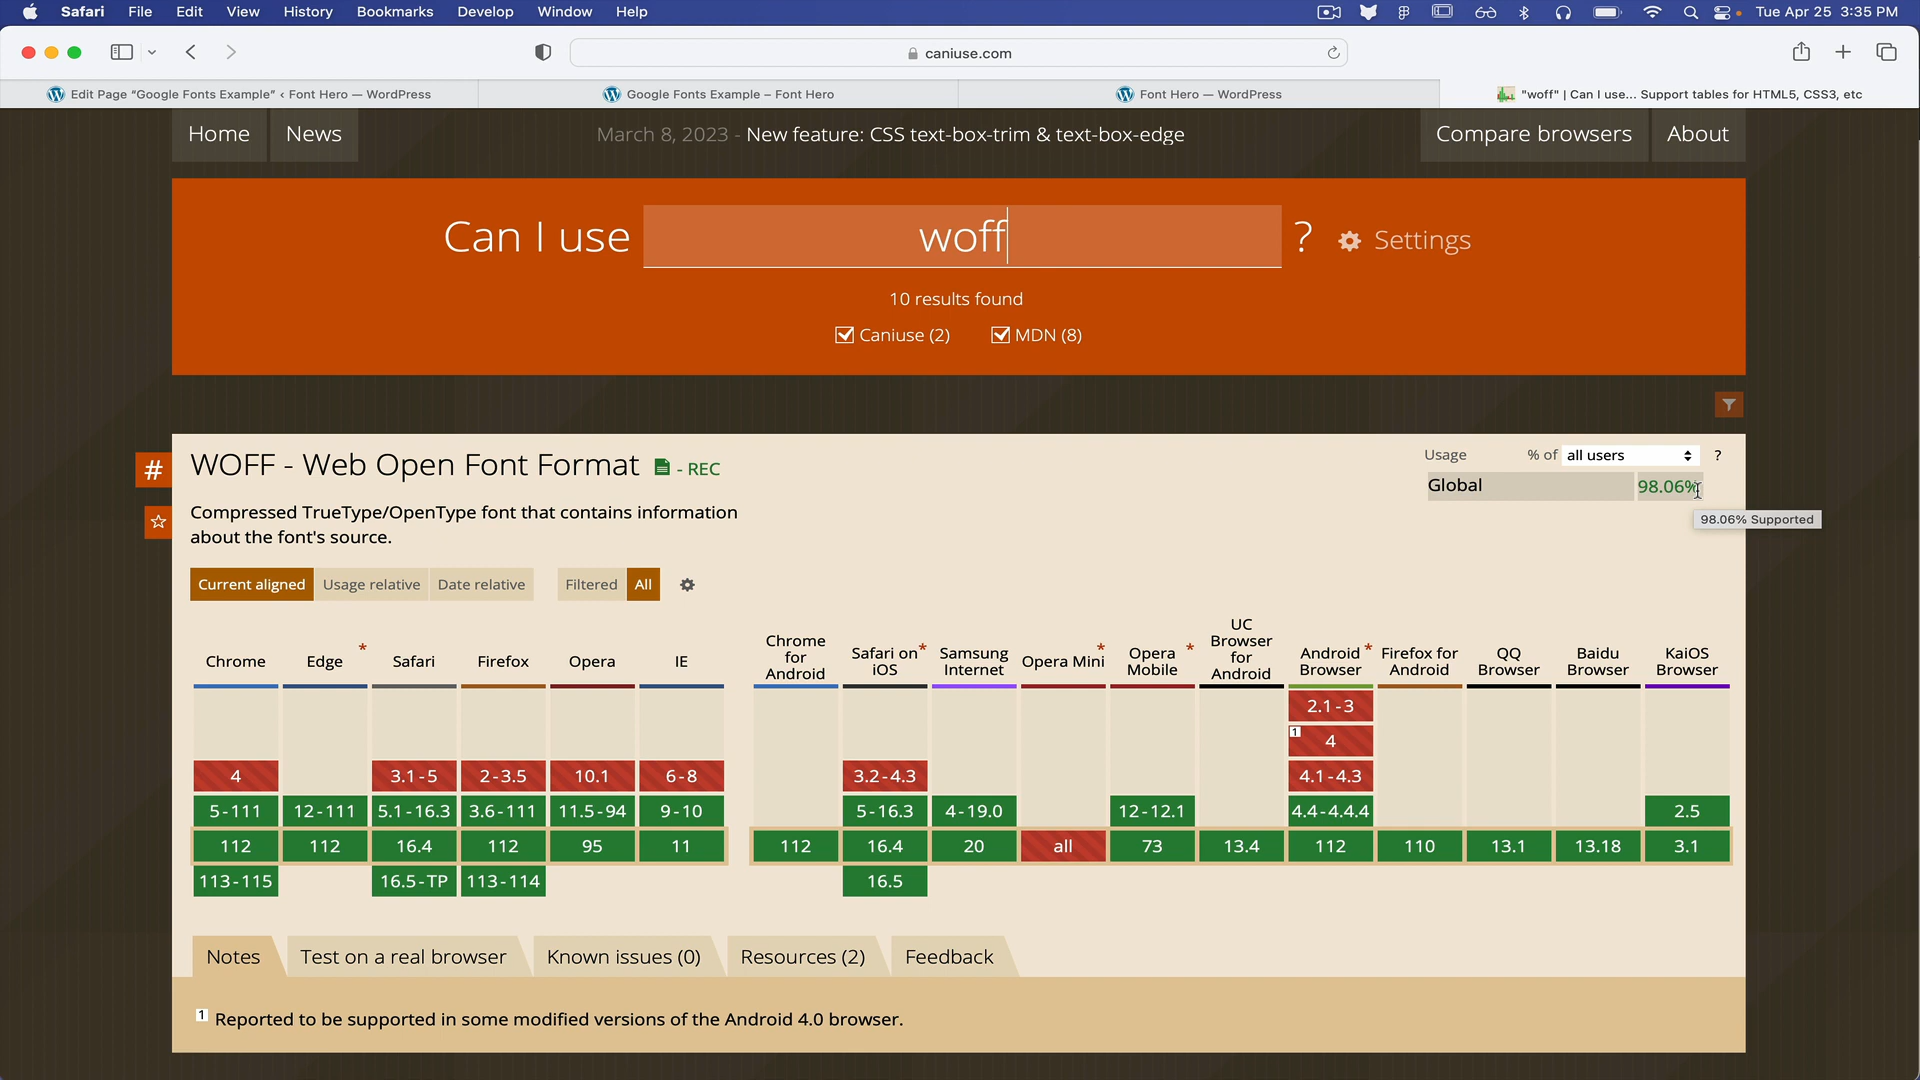 Safari File Edit View History Bookmarks Develop Window Help Tue Apr 25 3:35 PM
caniuse.com
Edit Page “Google Fonts Example” ‹ Font Hero — WordPress
Google Fonts Example – Font Hero
Font Hero — WordPress
"woff" | Can I use... Support tables for HTML5, CSS3, etc
Home News March 8, 2023 - New feature: CSS text-box-trim & text-box-edge Compare browsers About
Can I use woff ? Settings
10 results found
Caniuse (2) MDN (8)
# WOFF - Web Open Font Format - REC
Usage % of all users ?
Global 98.06%
98.06% Supported
Compressed TrueType/OpenType font that contains information
about the font's source.
Current aligned Usage relative Date relative Filtered All
Chrome Edge * Safari Firefox Opera IE Chrome for Android Safari on iOS * Samsung Internet Opera Mini * Opera Mobile * UC Browser for Android Android Browser * Firefox for Android QQ Browser Baidu Browser KaiOS Browser
2.1-3
1 4
4 3.1-5 2-3.5 10.1 6-8 3.2-4.3 4.1-4.3
5-111 12-111 5.1-16.3 3.6-111 11.5-94 9-10 5-16.3 4-19.0 12-12.1 4.4-4.4.4 2.5
112 112 16.4 112 95 11 112 16.4 20 all 73 13.4 112 110 13.1 13.18 3.1
113-115 16.5-TP 113-114 16.5
Notes Test on a real browser Known issues (0) Resources (2) Feedback
1 Reported to be supported in some modified versions of the Android 4.0 browser.